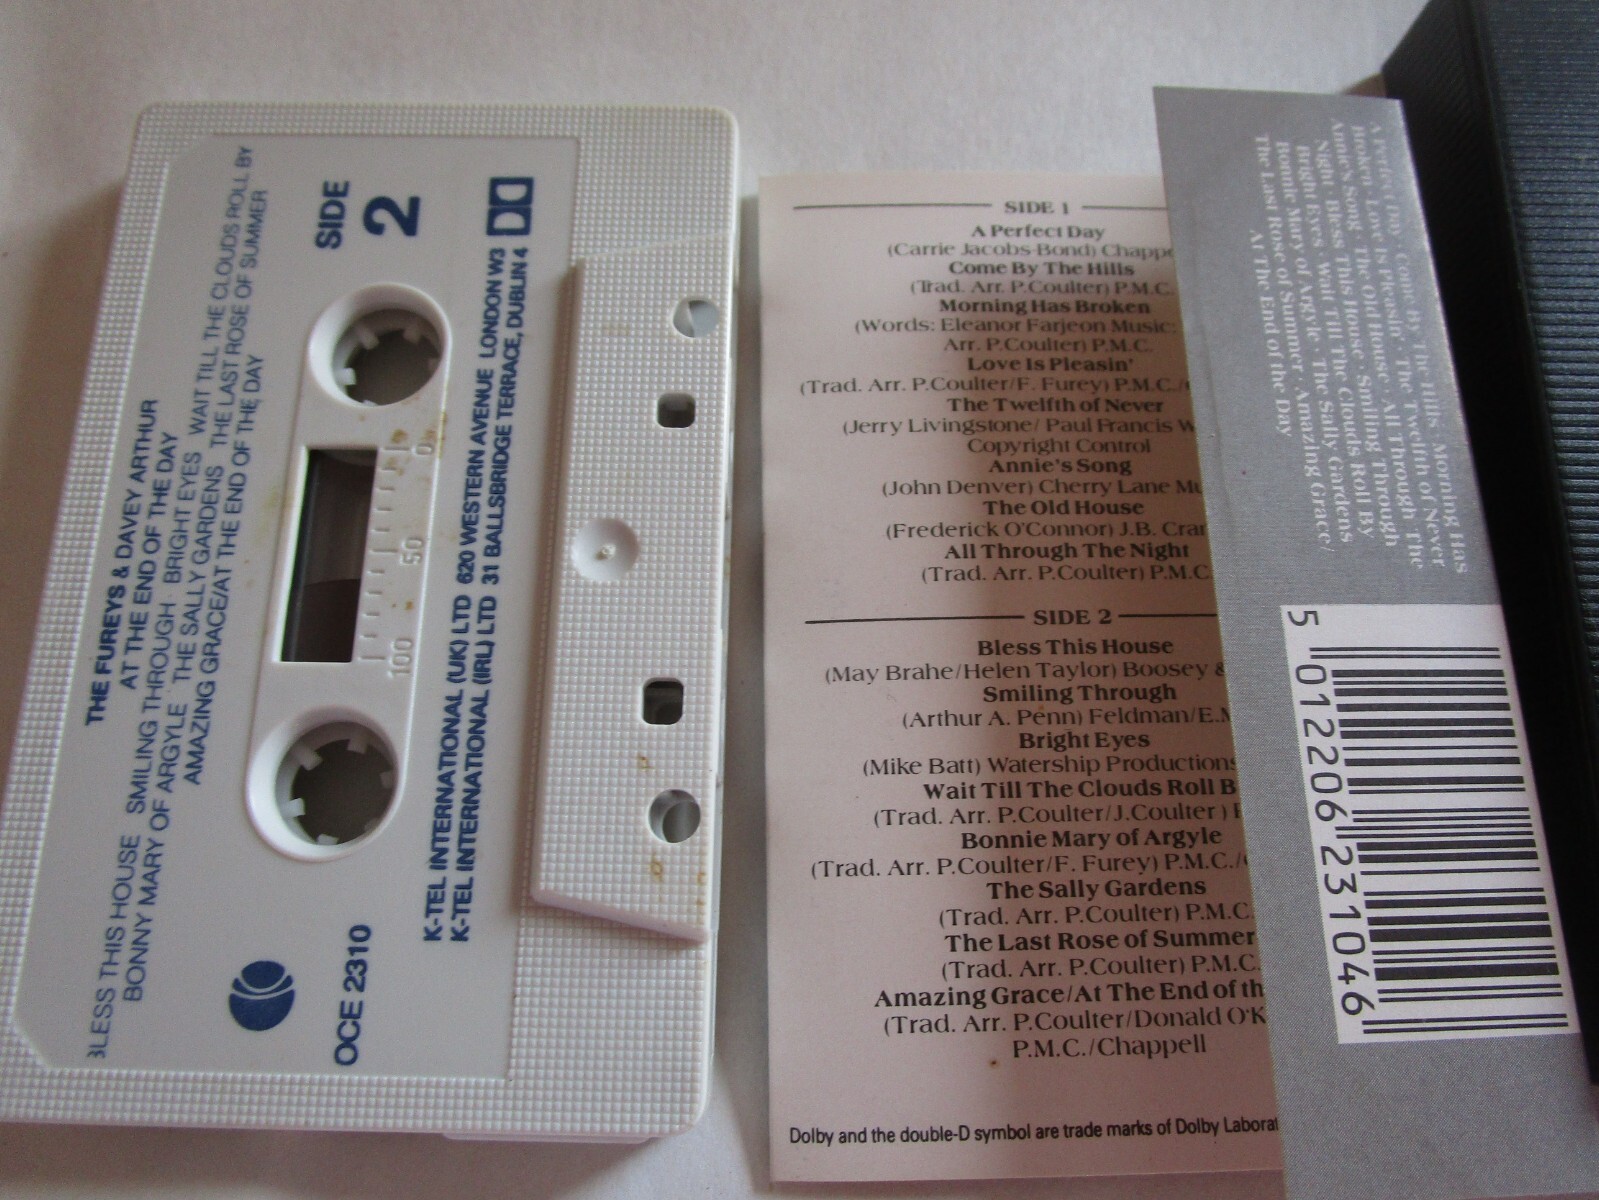 THE FUREYS & DAVEY ARTHUR
AT THE END OF THE DAY
BLESS THIS HOUSE SMILING THROUGH · BRIGHT EYES WAIT TILL THE CLOUDS ROLL BY
BONNY MARY OF ARGYLE THE SALLY GARDENS THE LAST ROSE OF SUMMER
AMAZING GRACE/AT THE END OF THE DAY
SIDE
2
100 50 0
OCE 2310
K-TEL INTERNATIONAL (UK) LTD 620 WESTERN AVENUE LONDON W3
K-TEL INTERNATIONAL (IRL) LTD 31 BALLSBRIDGE TERRACE, DUBLIN 4
SIDE 1
A Perfect Day
(Carrie Jacobs-Bond)
Come By The Hills
(Trad. Arr. P.Coulter) P.M.C.
Morning Has Broken
(Words: Eleanor Farjeon Music:
Arr. P.Coulter) P.M.C.
Love Is Pleasin'
(Trad. Arr. P.Coulter/F. Furey) P.M.C./
The Twelfth of Never
(Jerry Livingstone/ Paul Francis W
Copyright Control
Annie's Song
(John Denver) Cherry Lane Mu
The Old House
(Frederick O'Connor) J.B. Cra
All Through The Night
(Trad. Arr. P.Coulter) P.M.C.
SIDE 2
Bless This House
(May Brahe/Helen Taylor) Boosey &
Smiling Through
(Arthur A. Penn) Feldman/E.M
Bright Eyes
(Mike Batt) Watership Productions
Wait Till The Clouds Roll B
(Trad. Arr. P.Coulter/J.Coulter )
Bonnie Mary of Argyle
(Trad. Arr. P.Coulter/F. Furey) P.M.C./
The Sally Gardens
(Trad. Arr. P.Coulter) P.M.C.
The Last Rose of Summer
(Trad. Arr. P.Coulter) P.M.C.
Amazing Grace/At The End of th
(Trad. Arr. P.Coulter/Donald O'K
P.M.C./Chappell
Dolby and the double-D symbol are trade marks of Dolby Laborat
A Perfect Day · Come By The Hills · Morning Has
Broken · Love Is Pleasin' · The Twelfth of Never
Annie's Song · The Old House · All Through The
Night · Bless This House · Smiling Through
Bright Eyes · Wait Till The Clouds Roll By
Bonnie Mary of Argyle · The Sally Gardens
The Last Rose of Summer · Amazing Grace/
At The End of the Day
5 012206 231046